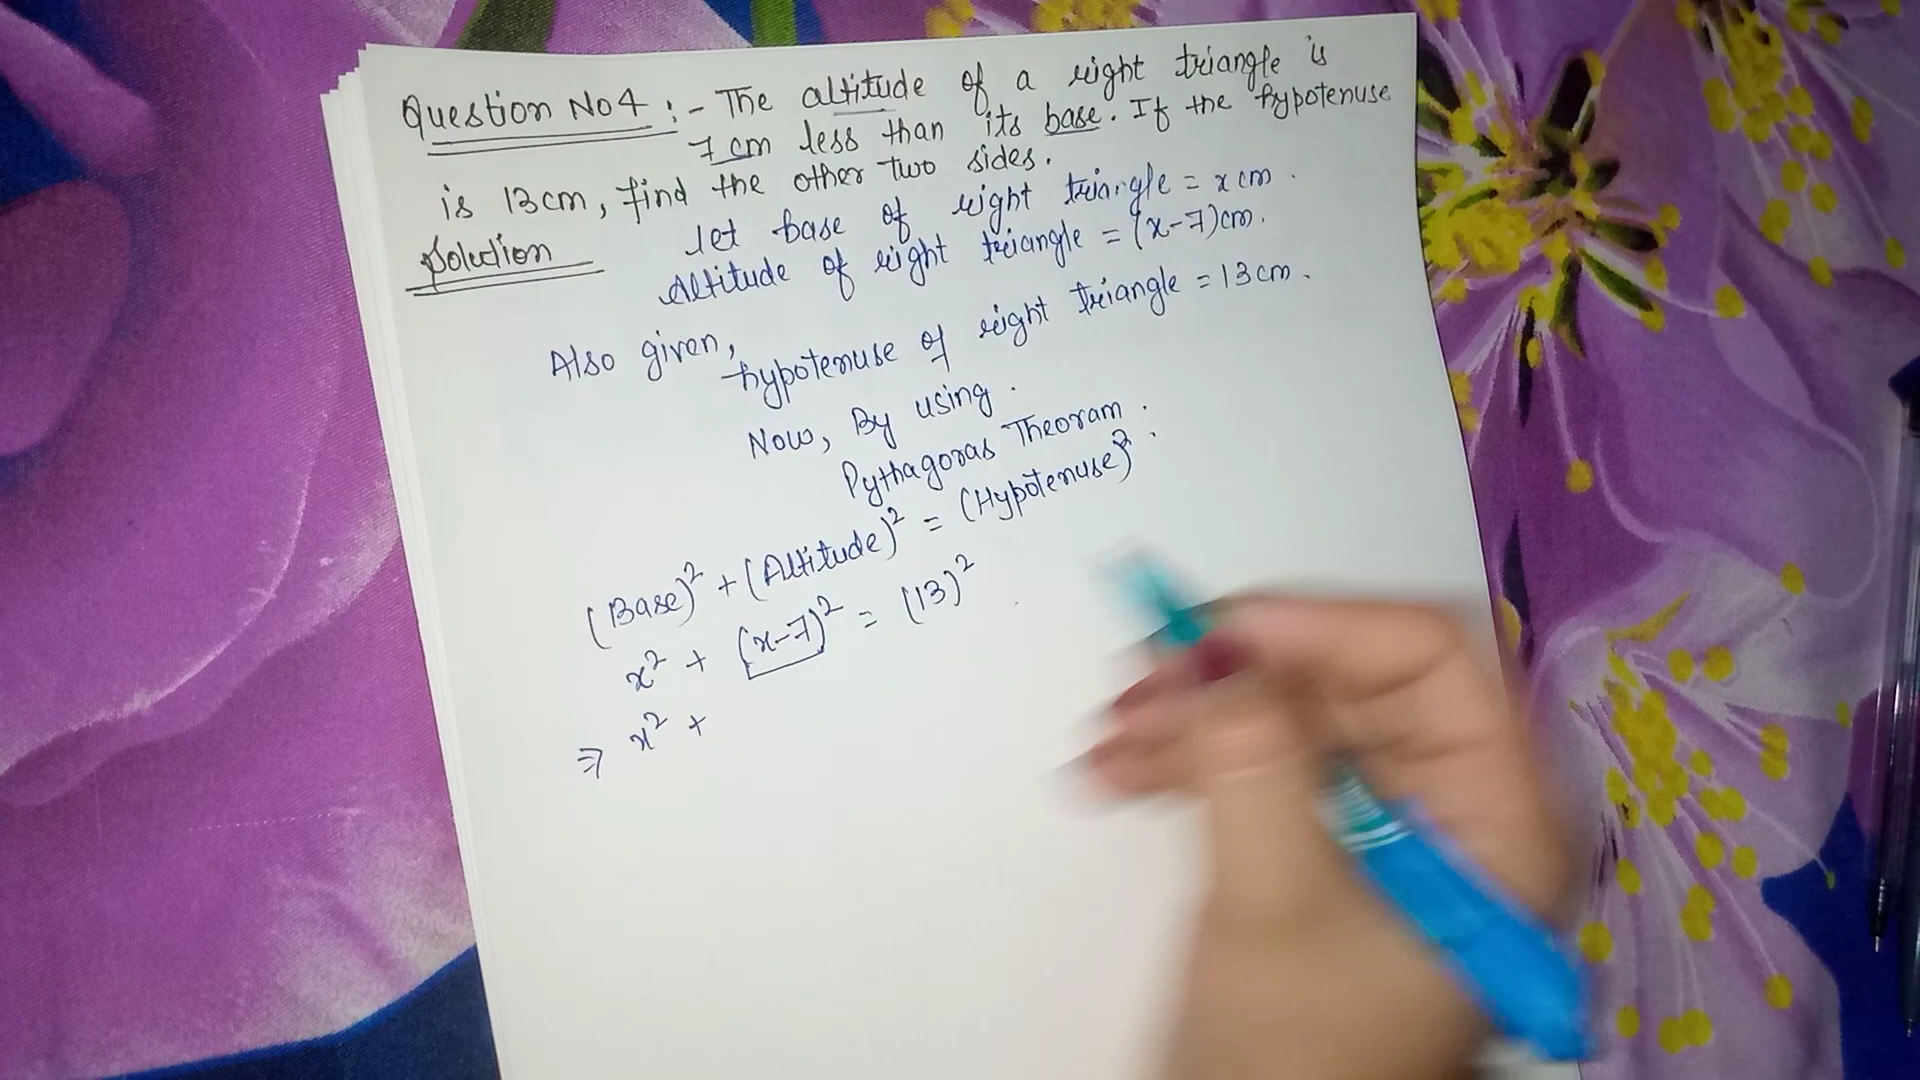 Question No 4 :- The altitude of a right triangle is
7 cm less than its base. If the hypotenuse
is 13cm, find the other two sides.
Solution
let base of right triangle = x cm.
Altitude of right triangle = (x-7)cm.
Also given,
hypotenuse of right triangle = 13cm.
Now, By using.
Pythagoras Theoram.
(Base)² + (Altitude)² = (Hypotenuse)².
x² + (x-7)² = (13)²
⇒ x² +